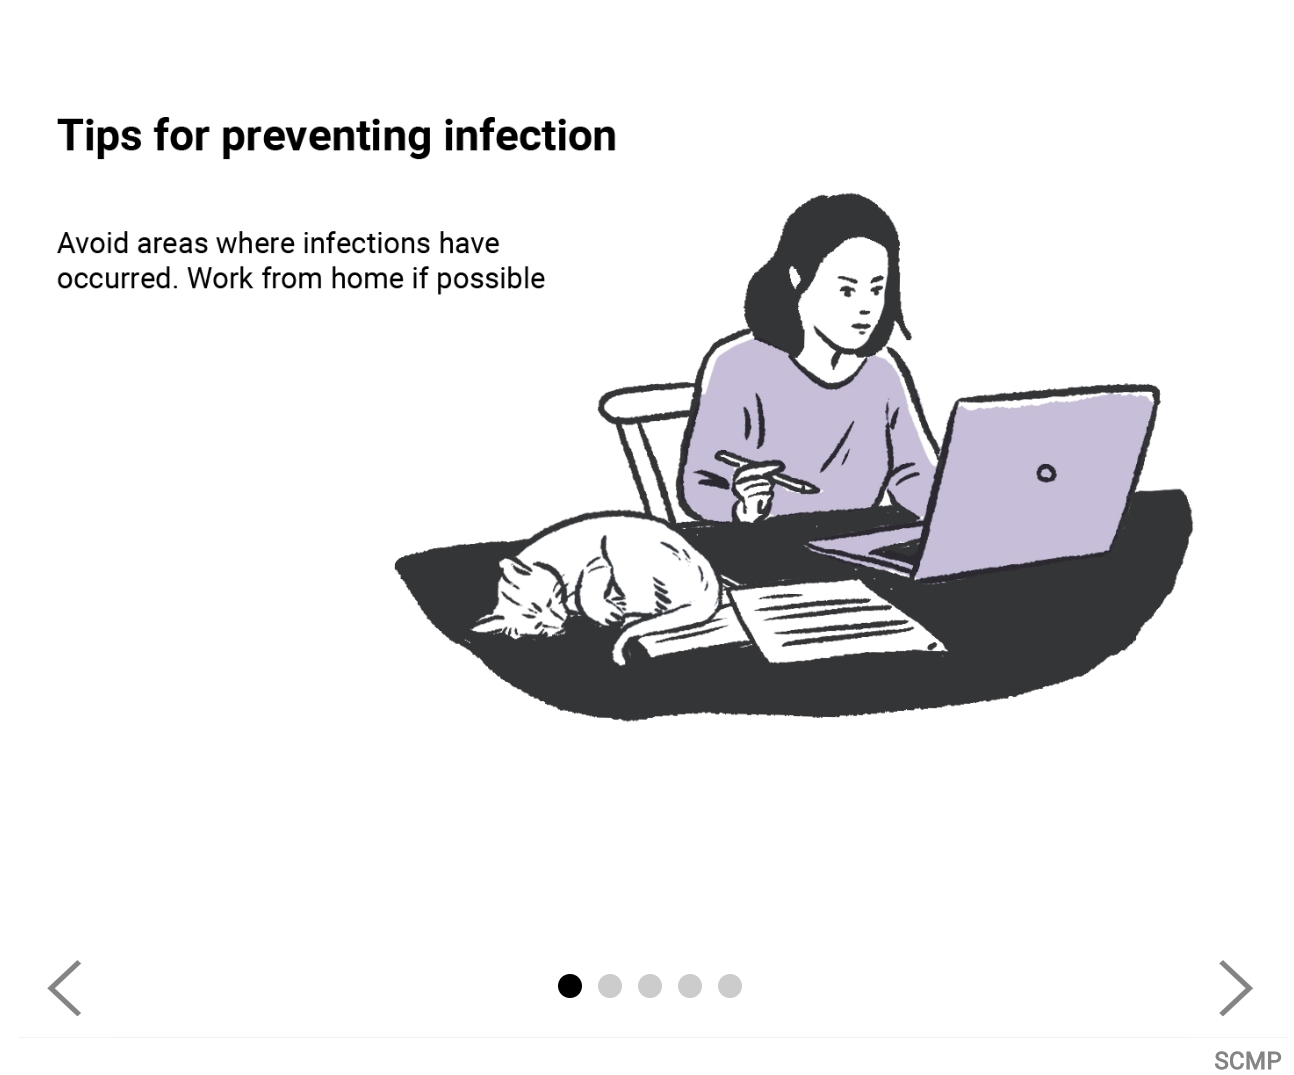 Tips for preventing infection
Avoid areas where infections have
occurred. Work from home if possible
SCMP